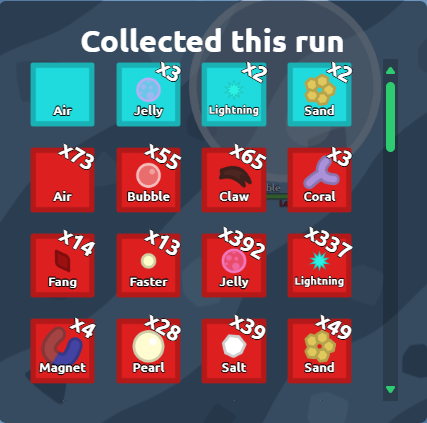 Collected this run
x3 x2 x2
Air Jelly Lightning Sand
x73 x55 x65 x3
Air Bubble Claw Coral
x14 x13 x392 x337
Fang Faster Jelly Lightning
x4 x28 x39 x49
Magnet Pearl Salt Sand